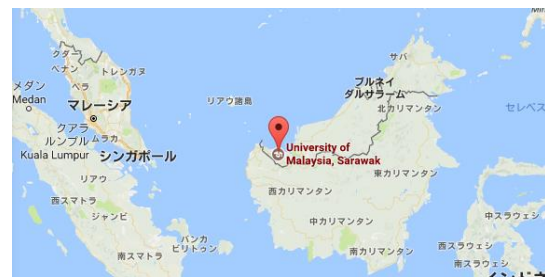 クダー
ペナン
トレンガヌ
ペラ
メダン
Medan
マレーシア
クアラ
ルンプル
Kuala Lumpur
ムラカ
シンガポール
リアウ諸島
サバ
ブルネイ
ダルサラーム
北カリマンタン
セレベス
University of
Malaysia, Sarawak
リアウ
西スマトラ
ジャンビ
バンカ
ビリトゥン
南スマトラ
西カリマンタン
東カリマンタン
中カリマンタン
南カリマンタン
中スラウェシ
西スラウェシ
南スラウェシ